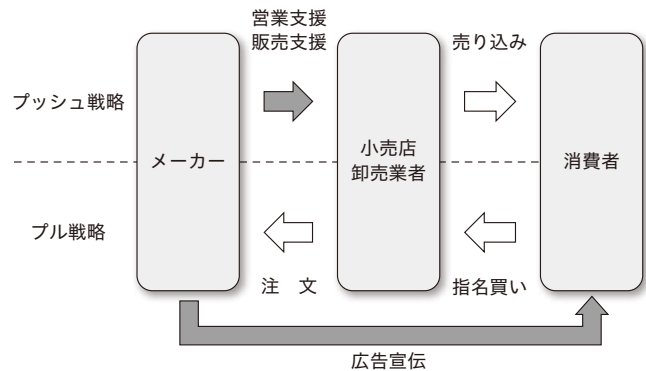 営業支援
販売支援
売り込み
プッシュ戦略
メーカー
小売店
卸売業者
消費者
プル戦略
注　文
指名買い
広告宣伝